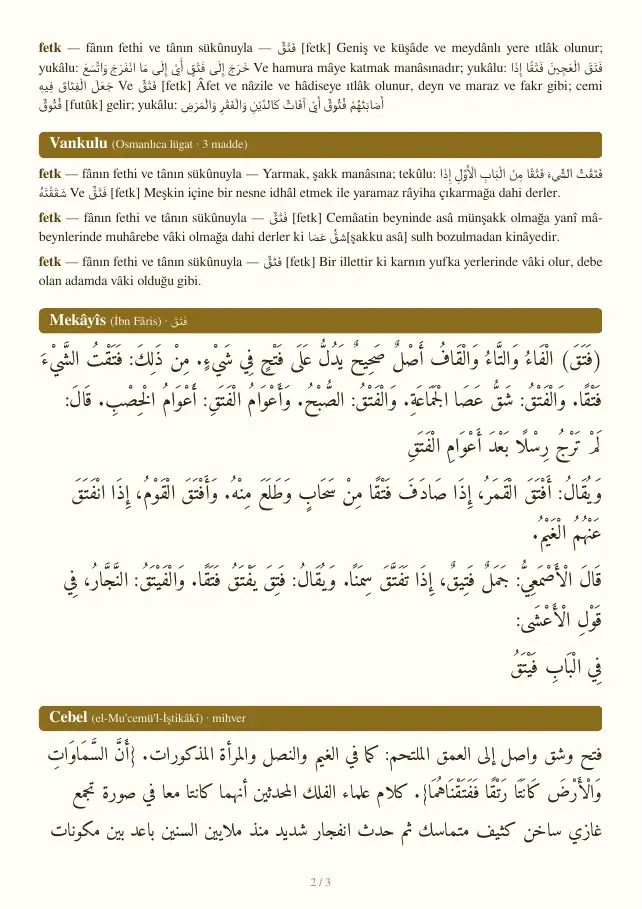 fetk — fânın fethi ve tânın sükûnuyla — فَتْقٌ [fetk] Geniş ve küşâde ve meydânlı yere ıtlâk olunur;
yukâlu: خَرَجَ إِلَى فَتْقٍ أَيْ إِلَى مَا انْفَرَجَ وَاتَّسَعَ Ve hamura mâye katmak manâsınadır; yukâlu: فَتَقَ الْعَجِينَ فَتْقًا إِذَا
جَعَلَ الْفِتَاقَ فِيهِ Ve فَتْقٌ [fetk] Âfet ve nâzile ve hâdiseye ıtlâk olunur, deyn ve maraz ve fakr gibi; cemi
فُتُوقٌ [futûk] gelir; yukâlu: أَصَابَتْهُمْ فُتُوقٌ أَيْ آفَاتٌ كَالدَّيْنِ وَالْفَقْرِ وَالْمَرَضِ
Vankulu (Osmanlıca lügat · 3 madde)
fetk — fânın fethi ve tânın sükûnuyla — Yarmak, şakk manâsına; tekûlu: فَتَقْتُ الشَّيْءَ فَتْقًا مِنَ الْبَابِ الْأَوَّلِ إِذَا
شَقَقْتَهُ Ve فَتْقٌ [fetk] Meşkin içine bir nesne idhâl etmek ile yaramaz râyiha çıkarmağa dahi derler.
fetk — fânın fethi ve tânın sükûnuyla — فَتْقٌ [fetk] Cemâatin beyninde asâ münşakk olmağa yanî mâ-
beynlerinde muhârebe vâki olmağa dahi derler ki شَقُّ عَصَا[şakku asâ] sulh bozulmadan kinâyedir.
fetk — fânın fethi ve tânın sükûnuyla — فَتْقٌ [fetk] Bir illettir ki karnın yufka yerlerinde vâki olur, debe
olan adamda vâki olduğu gibi.
Mekâyîs (İbn Fâris) · فَتَقَ
(فَتَقَ) الْفَاءُ وَالتَّاءُ وَالْقَافُ أَصْلٌ صَحِيحٌ يَدُلُّ عَلَى فَتْحٍ فِي شَيْءٍ. مِنْ ذَلِكَ: فَتَقْتُ الشَّيْءَ
فَتْقًا. وَالْفَتْقُ: شَقُّ عَصَا الْجَمَاعَةِ. وَالْفَتْقُ: الصُّبْحُ. وَأَعْوَامُ الْفَتَقِ: أَعْوَامُ الْخِصْبِ. قَالَ:
لَمْ تَرْجُ رِسْلًا بَعْدَ أَعْوَامِ الْفَتَقِ
وَيُقَالُ: أَفْتَقَ الْقَمَرُ، إِذَا صَادَفَ فَتْقًا مِنْ سَحَابٍ وَطَلَعَ مِنْهُ. وَأَفْتَقَ الْقَوْمُ، إِذَا انْفَتَقَ
عَنْهُمُ الْغَيْمُ.
قَالَ الْأَصْمَعِيُّ: جَمَلٌ فَتِيقٌ، إِذَا تَفَتَّقَ سِمَنًا. وَيُقَالُ: فَتِقَ يَفْتَقُ فَتَقًا. وَالْفَيْتَقُ: النَّجَّارُ، فِي
قَوْلِ الْأَعْشَى:
فِي الْبَابِ فَيْتَقُ
Cebel (el-Mu'cemü'l-İştikâkî) · mihver
فتح وشق واصل إلى العمق الملتحم: كما في الغيم والنصل والمرأة المذكورات. {أَنَّ السَّمَاوَاتِ
وَالْأَرْضَ كَانَتَا رَتْقًا فَفَتَقْنَاهُمَا}. كلام علماء الفلك المحدثين أنهما كانتا معا في صورة تجمع
غازي ساخن كثيف متماسك ثم حدث انفجار شديد منذ ملايين السنين باعد بين مكونات
2 / 3